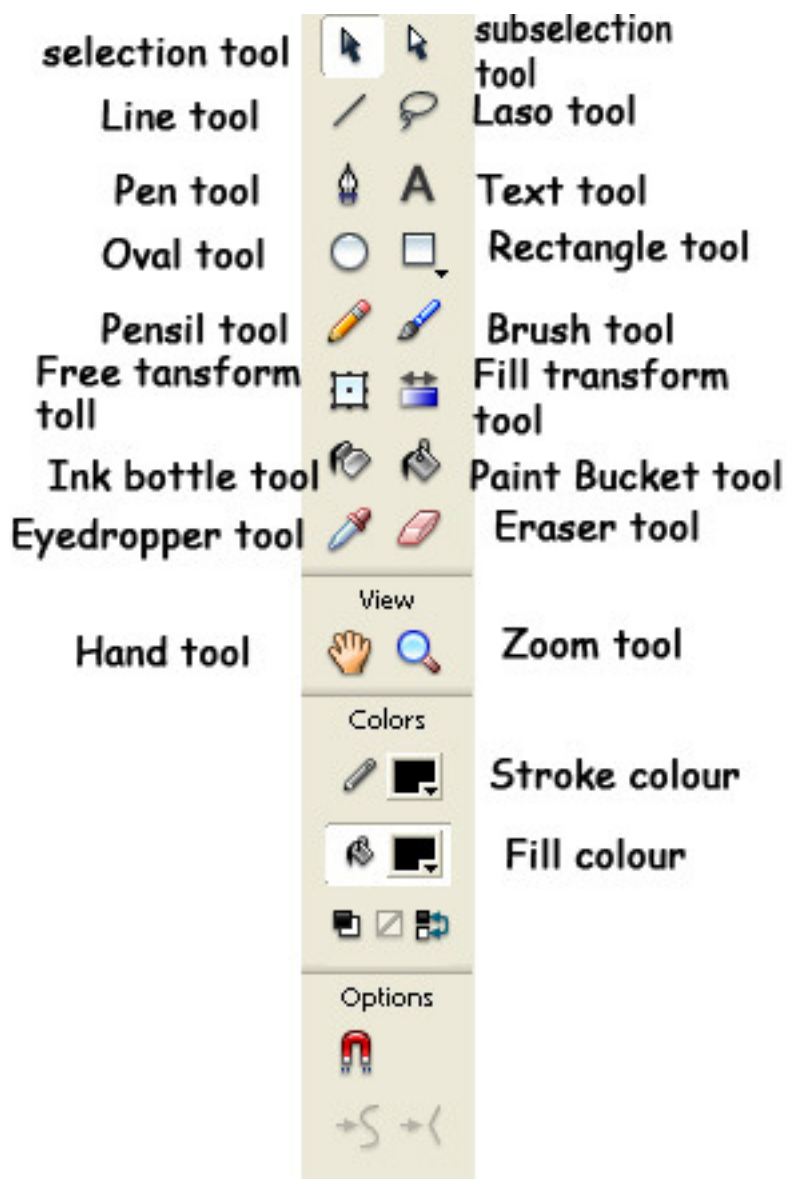 selection tool
subselection
tool
Line tool
Laso tool
Pen tool
Text tool
Oval tool
Rectangle tool
Pensil tool
Brush tool
Free tansform
toll
Fill transform
tool
Ink bottle tool
Paint Bucket tool
Eyedropper tool
Eraser tool
View
Hand tool
Zoom tool
Colors
Stroke colour
Fill colour
Options